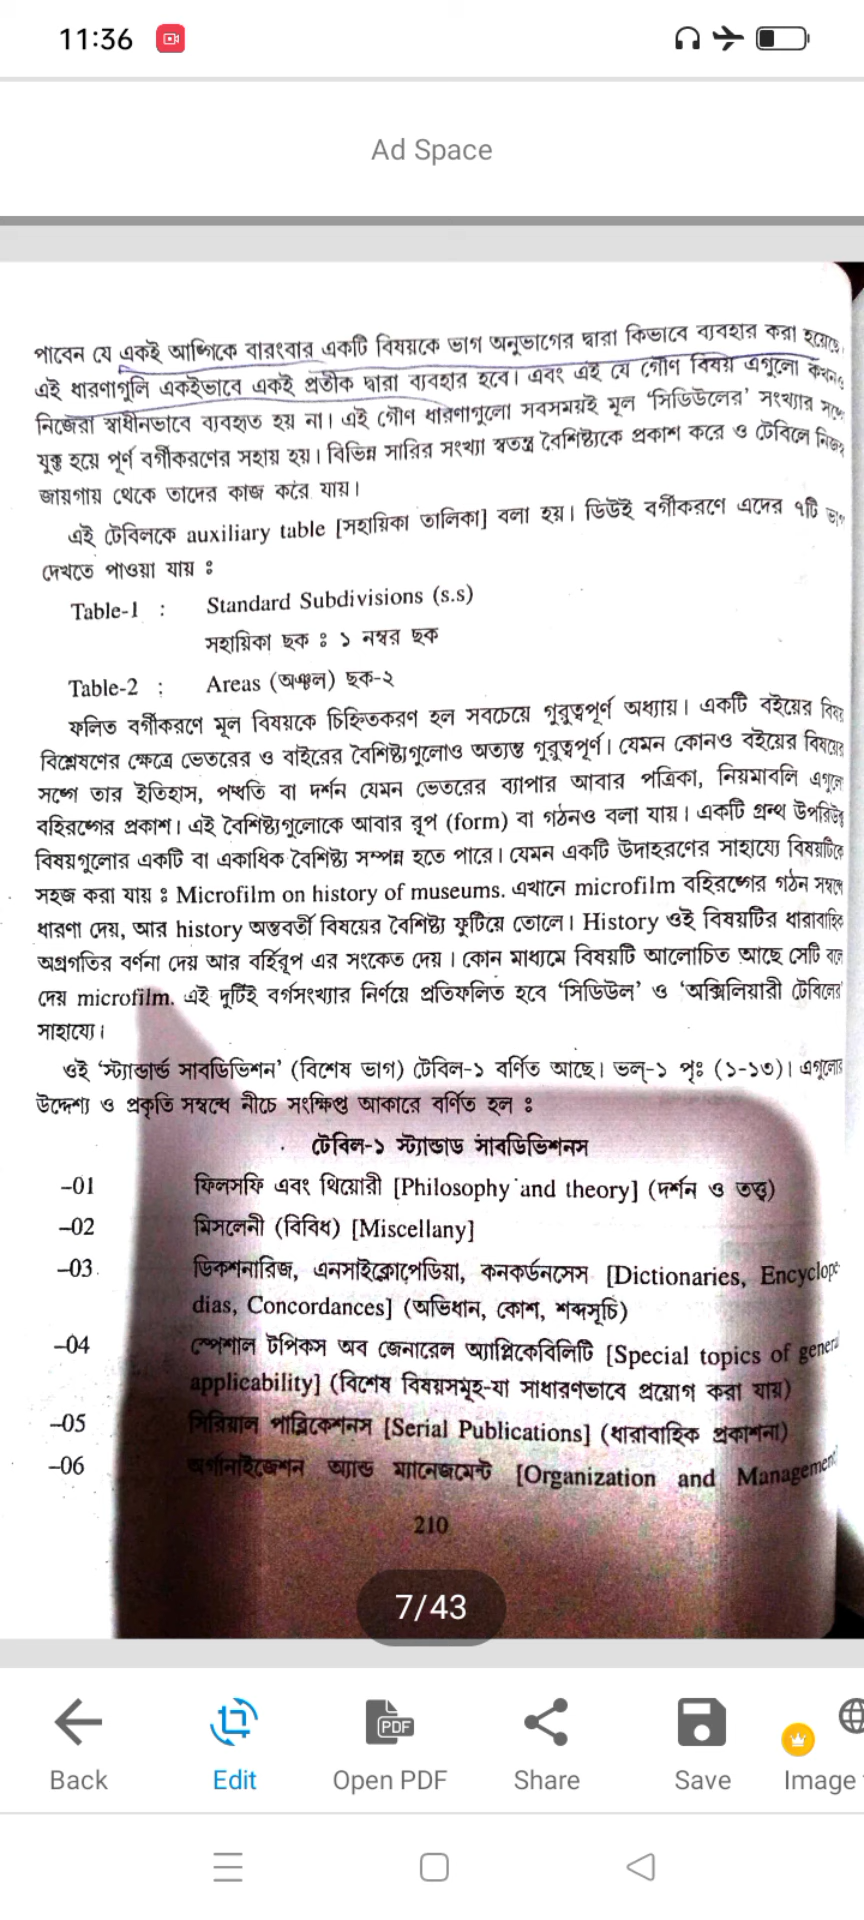 11:36
Ad Space
পাবেন যে একই আঙ্গিকে বারংবার একটি বিষয়কে ভাগ অনুভাগের দ্বারা কিভাবে ব্যবহার করা হয়েছে।
এই ধারণাগুলি একইভাবে একই প্রতীক দ্বারা ব্যবহার হবে। এবং এই যে গৌণ বিষয় এগুলো কখনও
নিজেরা স্বাধীনভাবে ব্যবহৃত হয় না। এই গৌণ ধারণাগুলো সবসময়ই মূল ‘সিডিউলের’ সংখ্যার সঙ্গে
যুক্ত হয়ে পূর্ণ বর্গীকরণের সহায় হয়। বিভিন্ন সারির সংখ্যা স্বতন্ত্র বৈশিষ্ট্যকে প্রকাশ করে ও টেবিলে নিজের
জায়গায় থেকে তাদের কাজ করে যায়।
এই টেবিলকে auxiliary table [সহায়িকা তালিকা] বলা হয়। ডিউই বর্গীকরণে এদের ৭টি ভাগ
দেখতে পাওয়া যায় ঃ
Table-1 : Standard Subdivisions (s.s)
সহায়িকা ছক ঃ ১ নম্বর ছক
Table-2 : Areas (অঞ্চল) ছক-২
ফলিত বর্গীকরণে মূল বিষয়কে চিহ্নিতকরণ হল সবচেয়ে গুরুত্বপূর্ণ অধ্যায়। একটি বইয়ের বিষয়
বিশ্লেষণের ক্ষেত্রে ভেতরের ও বাইরের বৈশিষ্ট্যগুলোও অত্যন্ত গুরুত্বপূর্ণ। যেমন কোনও বইয়ের বিষয়ের
সঙ্গে তার ইতিহাস, পদ্ধতি বা দর্শন যেমন ভেতরের ব্যাপার আবার পত্রিকা, নিয়মাবলি এগুলো
বহিরঙ্গের প্রকাশ। এই বৈশিষ্ট্যগুলোকে আবার রূপ (form) বা গঠনও বলা যায়। একটি গ্রন্থ উপরিউক্ত
বিষয়গুলোর একটি বা একাধিক বৈশিষ্ট্য সম্পন্ন হতে পারে। যেমন একটি উদাহরণের সাহায্যে বিষয়টিকে
সহজ করা যায় ঃ Microfilm on history of museums. এখানে microfilm বহিরঙ্গের গঠন সম্বন্ধে
ধারণা দেয়, আর history অন্তবর্তী বিষয়ের বৈশিষ্ট্য ফুটিয়ে তোলে। History ওই বিষয়টির ধারাবাহিক
অগ্রগতির বর্ণনা দেয় আর বর্হিরূপ এর সংকেত দেয়। কোন মাধ্যমে বিষয়টি আলোচিত আছে সেটি বলে
দেয় microfilm. এই দুটিই বর্গসংখ্যার নির্ণয়ে প্রতিফলিত হবে ‘সিডিউল’ ও ‘অক্সিলিয়ারী টেবিলের’
সাহায্যে।
ওই ‘স্ট্যান্ডার্ড সাবডিভিশন’ (বিশেষ ভাগ) টেবিল-১ বর্ণিত আছে। ভল্-১ পৃঃ (১-১৩)। এগুলোর
উদ্দেশ্য ও প্রকৃতি সম্বন্ধে নীচে সংক্ষিপ্ত আকারে বর্ণিত হল ঃ
টেবিল-১ স্ট্যান্ডাড সাবডিভিশনস
–01 ফিলসফি এবং থিয়োরী [Philosophy and theory] (দর্শন ও তত্ত্ব)
–02 মিসলেনী (বিবিধ) [Miscellany]
–03. ডিকশনারিজ, এনসাইক্লোপেডিয়া, কনকর্ডনসেস [Dictionaries, Encyclope-
dias, Concordances] (অভিধান, কোশ, শব্দসূচি)
–04 স্পেশাল টপিকস অব জেনারেল অ্যাপ্লিকেবিলিটি [Special topics of general
applicability] (বিশেষ বিষয়সমূহ-যা সাধারণভাবে প্রয়োগ করা যায়)
–05 সিরিয়াল পাব্লিকেশনস [Serial Publications] (ধারাবাহিক প্রকাশনা)
–06 অর্গানাইজেশন অ্যান্ড ম্যানেজমেন্ট [Organization and Management
210
7/43
PDF
Back Edit Open PDF Share Save Image